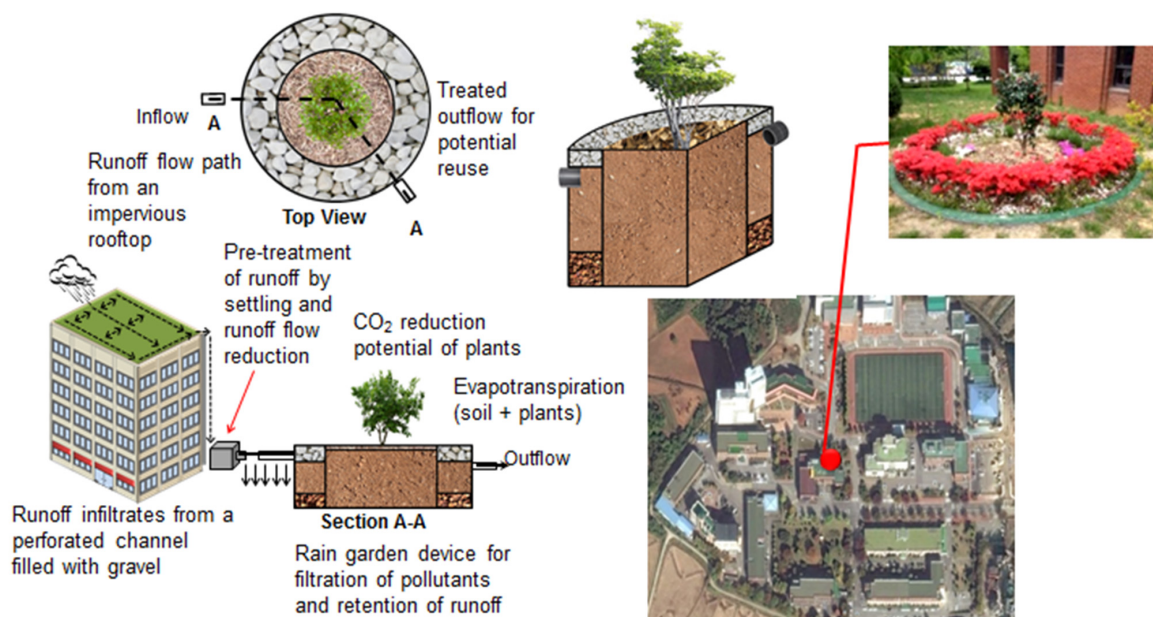 Inflow
A
Runoff flow path
from an
impervious
rooftop
Treated
outflow for
potential
reuse
A
Top View
Pre-treatment
of runoff by
settling and
runoff flow
reduction
CO₂ reduction
potential of plants
Evapotranspiration
(soil + plants)
Outflow
Section A-A
Runoff infiltrates from a
perforated channel
filled with gravel
Rain garden device for
filtration of pollutants
and retention of runoff